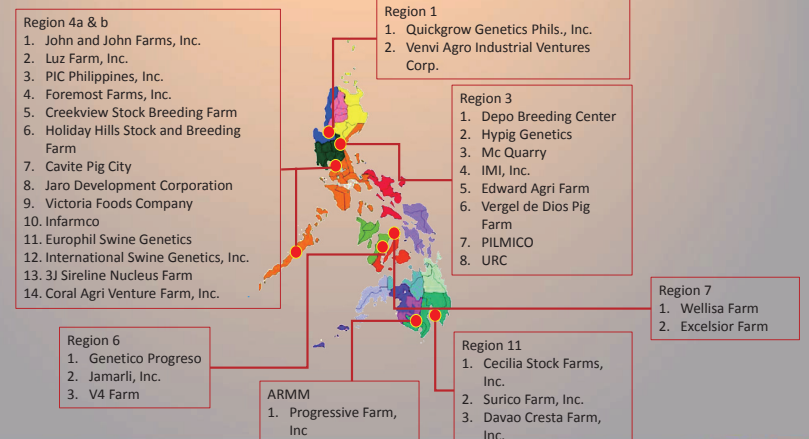 Region 4a & b
1. John and John Farms, Inc.
2. Luz Farm, Inc.
3. PIC Philippines, Inc.
4. Foremost Farms, Inc.
5. Creekview Stock Breeding Farm
6. Holiday Hills Stock and Breeding
Farm
7. Cavite Pig City
8. Jaro Development Corporation
9. Victoria Foods Company
10. Infarmco
11. Europhil Swine Genetics
12. International Swine Genetics, Inc.
13. 3J Sireline Nucleus Farm
14. Coral Agri Venture Farm, Inc.
Region 1
1. Quickgrow Genetics Phils., Inc.
2. Venvi Agro Industrial Ventures
Corp.
Region 3
1. Depo Breeding Center
2. Hypig Genetics
3. Mc Quarry
4. IMI, Inc.
5. Edward Agri Farm
6. Vergel de Dios Pig
Farm
7. PILMICO
8. URC
Region 7
1. Wellisa Farm
2. Excelsior Farm
Region 6
1. Genetico Progreso
2. Jamarli, Inc.
3. V4 Farm
ARMM
1. Progressive Farm,
Inc
Region 11
1. Cecilia Stock Farms,
Inc.
2. Surico Farm, Inc.
3. Davao Cresta Farm,
Inc.